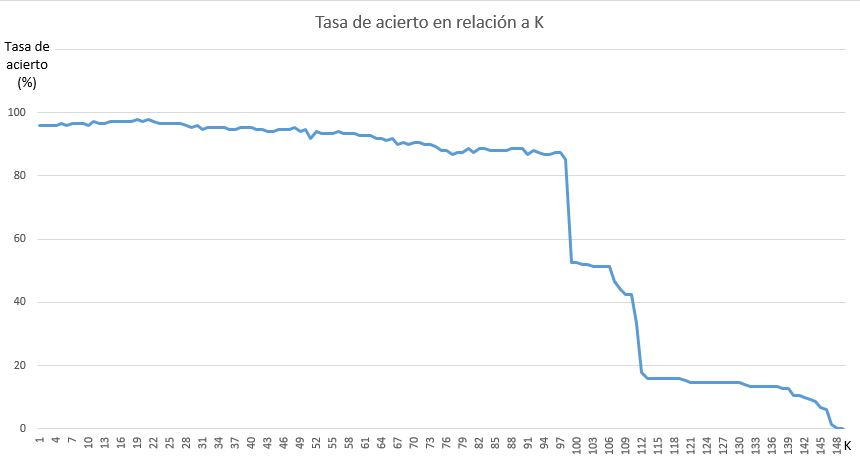 Tasa de acierto en relación a K
Tasa de
acierto
(%)
100
80
60
40
20
0
1 4 7 10 13 16 19 22 25 28 31 34 37 40 43 46 49 52 55 58 61 64 67 70 73 76 79 82 85 88 91 94 97 100 103 106 109 112 115 118 121 124 127 130 133 136 139 142 145 148 K